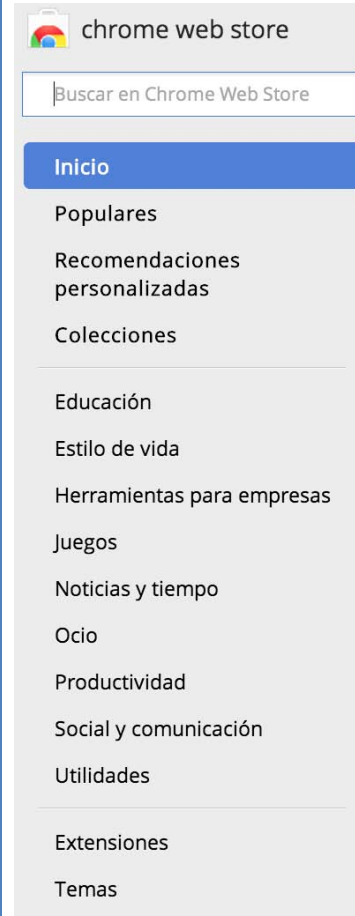 chrome web store
Buscar en Chrome Web Store
Inicio
Populares
Recomendaciones
personalizadas
Colecciones
Educación
Estilo de vida
Herramientas para empresas
Juegos
Noticias y tiempo
Ocio
Productividad
Social y comunicación
Utilidades
Extensiones
Temas